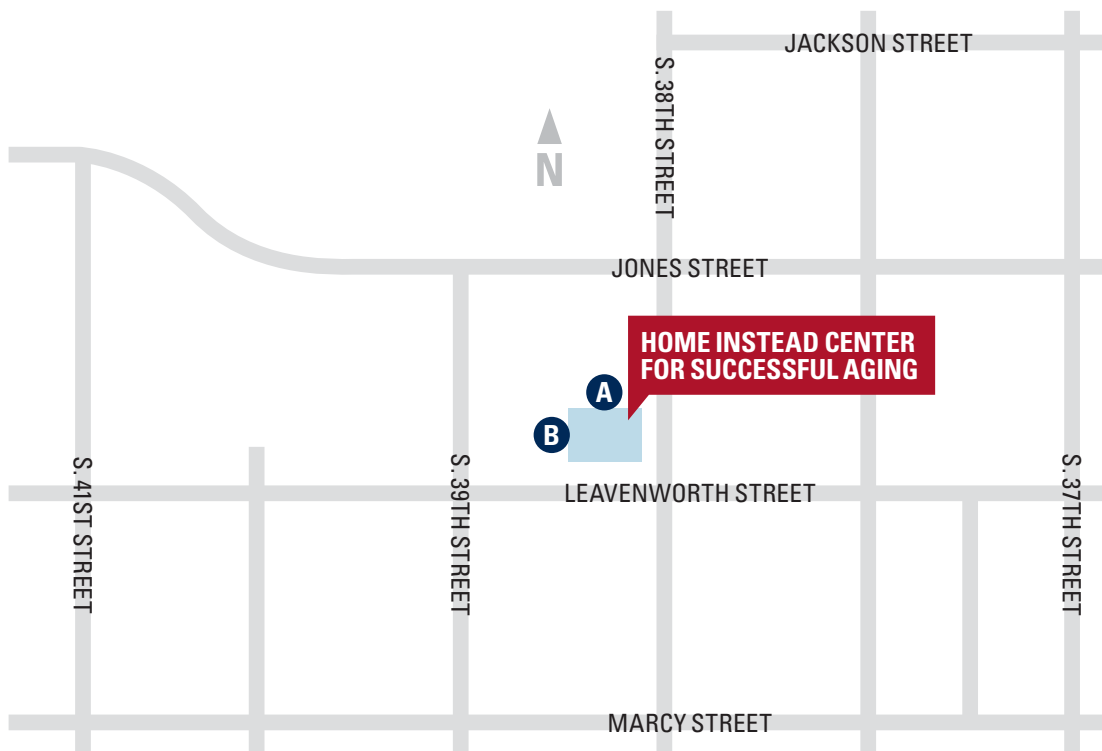 JACKSON STREET
S. 38TH STREET
N
JONES STREET
HOME INSTEAD CENTER
FOR SUCCESSFUL AGING
A
B
S. 41ST STREET
S. 39TH STREET
LEAVENWORTH STREET
S. 37TH STREET
MARCY STREET